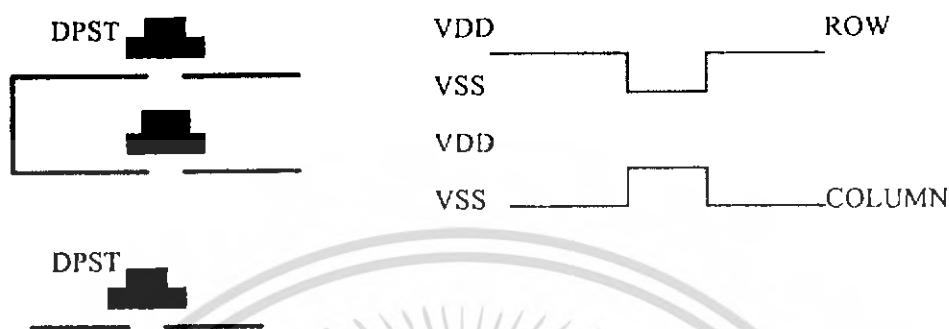 DPST
VDD ROW
VSS
VDD
VSS COLUMN
DPST